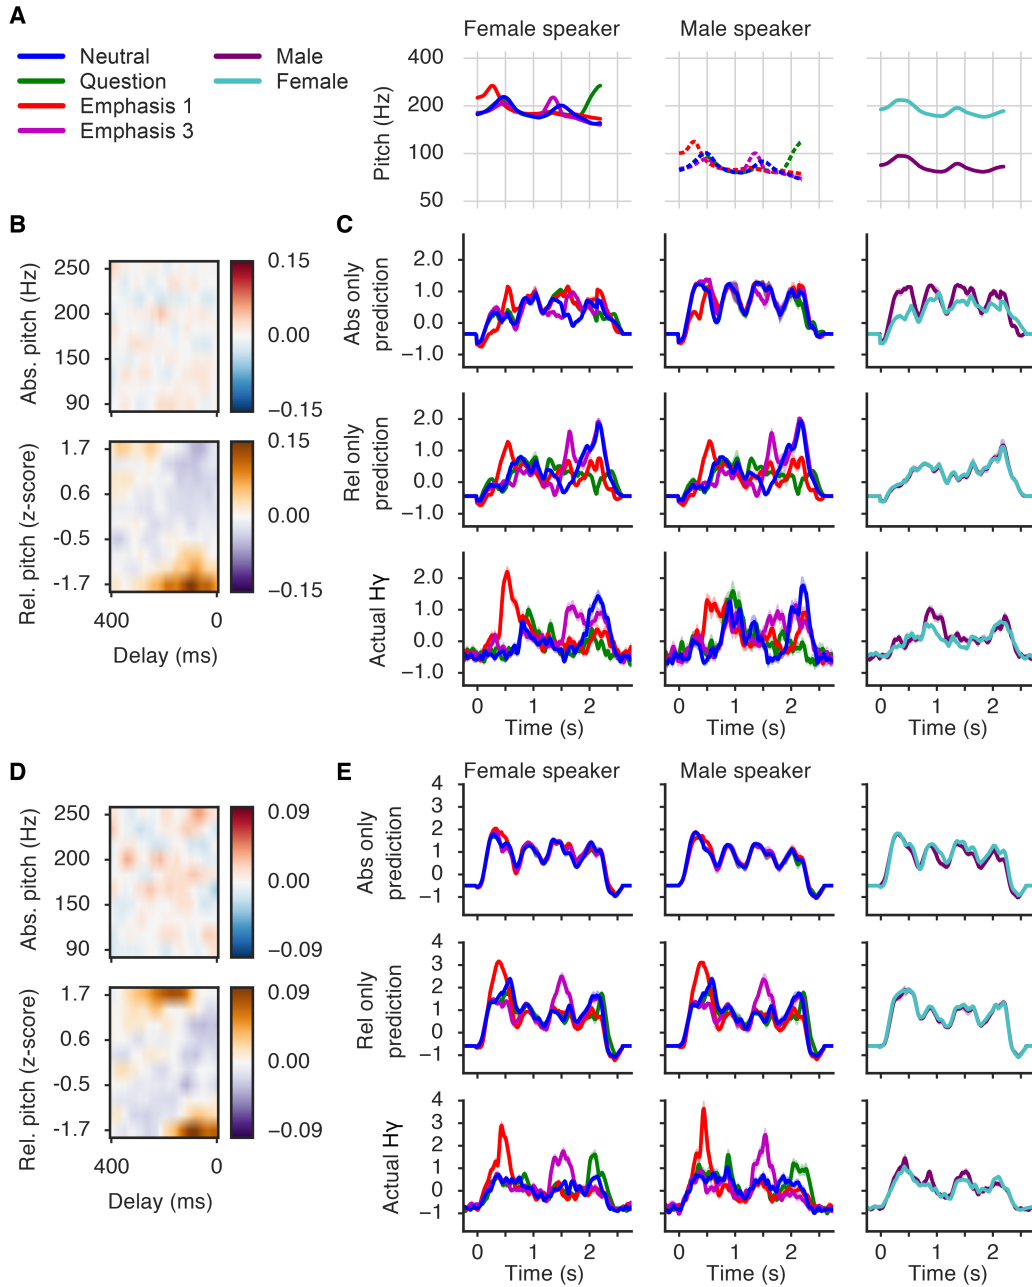 A
Neutral
Question
Emphasis 1
Emphasis 3
Male
Female
Female speaker
Male speaker
Pitch (Hz)
400
200
100
50
B
Abs. pitch (Hz)
250
200
150
90
0.15
0.00
−0.15
Rel. pitch (z-score)
1.7
0.6
-0.5
-1.7
0.15
0.00
−0.15
400
0
Delay (ms)
C
Abs only
prediction
2.0
1.0
0.0
−1.0
Rel only
prediction
2.0
1.0
0.0
−1.0
Actual Hγ
2.0
1.0
0.0
−1.0
0 1 2
0 1 2
0 1 2
Time (s)
Time (s)
Time (s)
D
Abs. pitch (Hz)
250
200
150
90
0.09
0.00
−0.09
Rel. pitch (z-score)
1.7
0.6
-0.5
-1.7
0.09
0.00
−0.09
400
0
Delay (ms)
E
Female speaker
Male speaker
Abs only
prediction
4
3
2
1
0
−1
Rel only
prediction
4
3
2
1
0
−1
Actual Hγ
4
3
2
1
0
−1
0 1 2
0 1 2
0 1 2
Time (s)
Time (s)
Time (s)